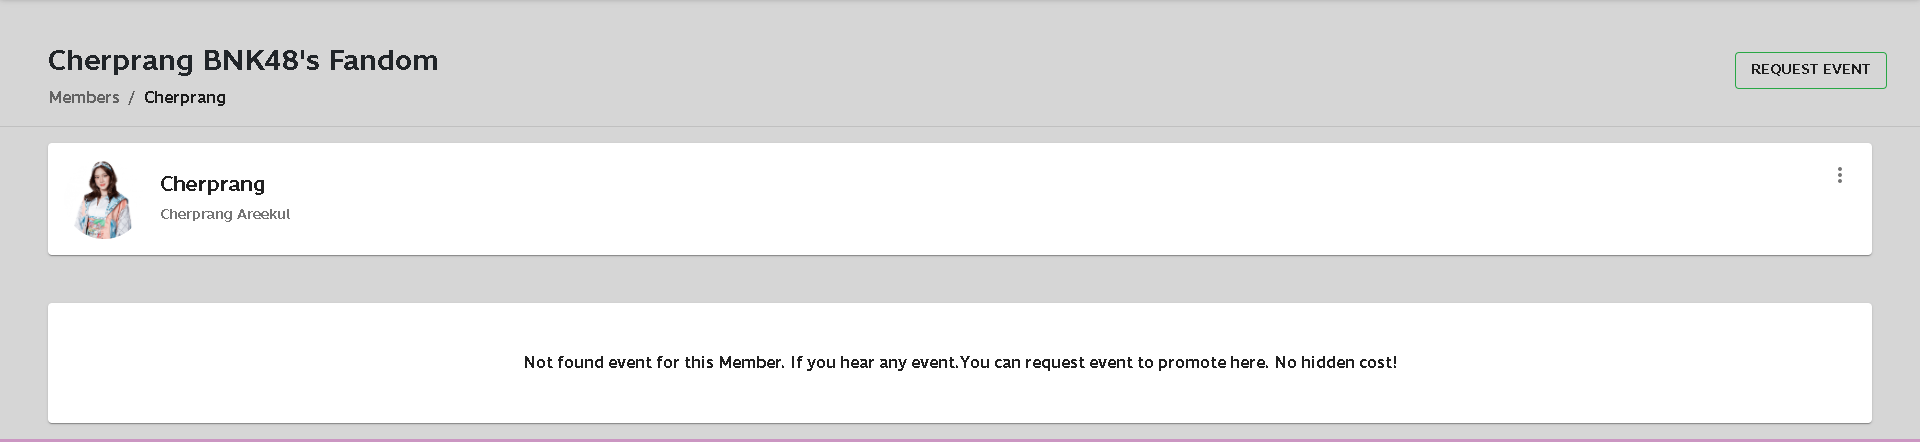 Cherprang BNK48's Fandom
REQUEST EVENT
Members / Cherprang
Cherprang
Cherprang Areekul
Not found event for this Member. If you hear any event.You can request event to promote here. No hidden cost!